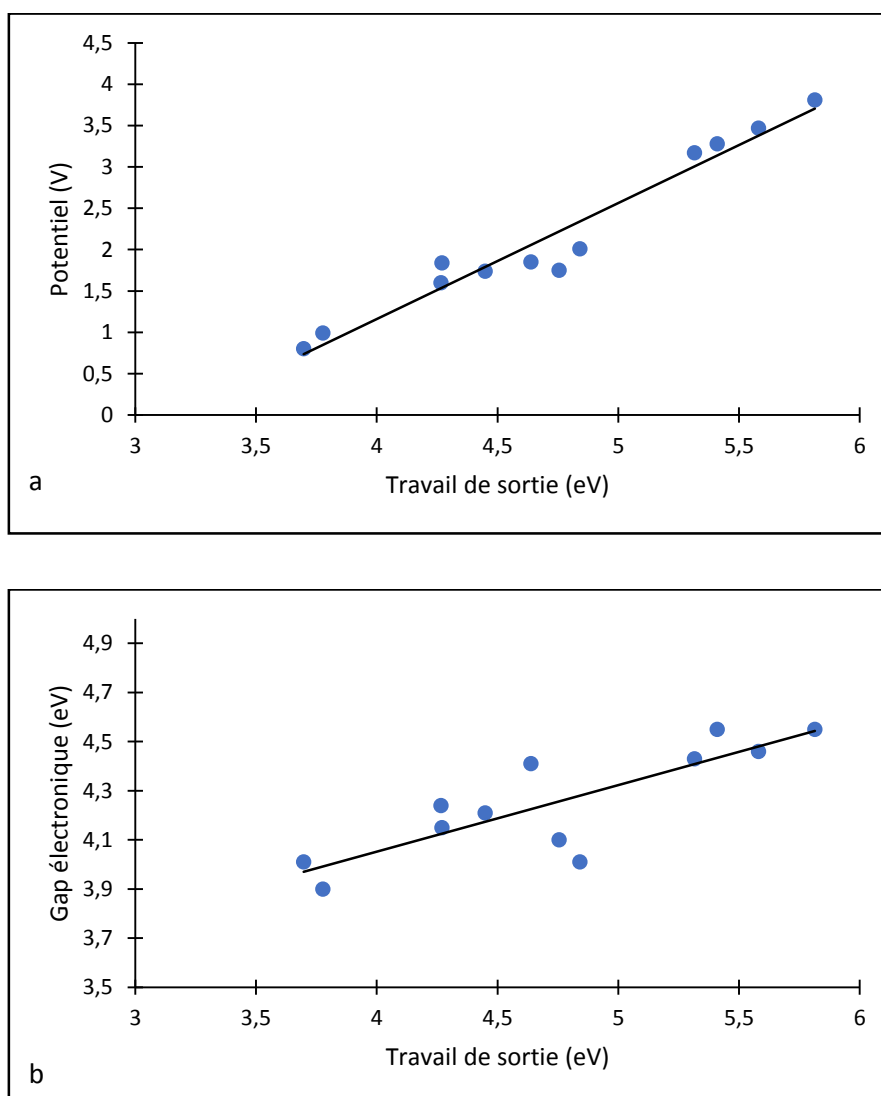 4,5
4
3,5
3
2,5
2
1,5
1
0,5
0
Potentiel (V)
3 3,5 4 4,5 5 5,5 6
Travail de sortie (eV)
a
4,9
4,7
4,5
4,3
4,1
3,9
3,7
3,5
Gap électronique (eV)
3 3,5 4 4,5 5 5,5 6
Travail de sortie (eV)
b